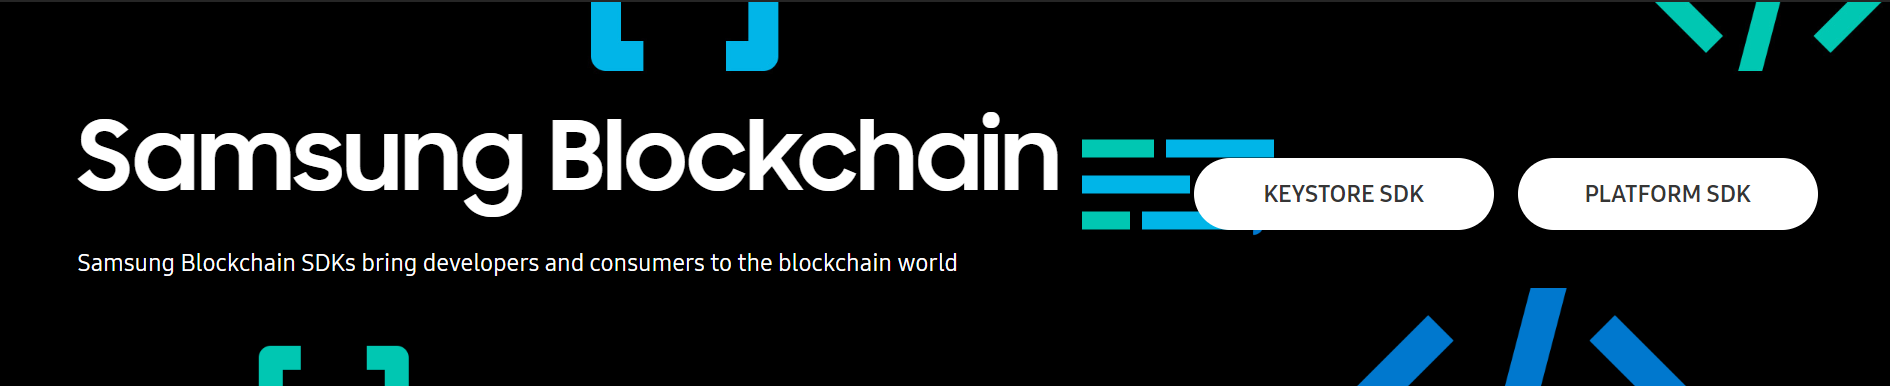 Samsung Blockchain
KEYSTORE SDK
PLATFORM SDK
Samsung Blockchain SDKs bring developers and consumers to the blockchain world